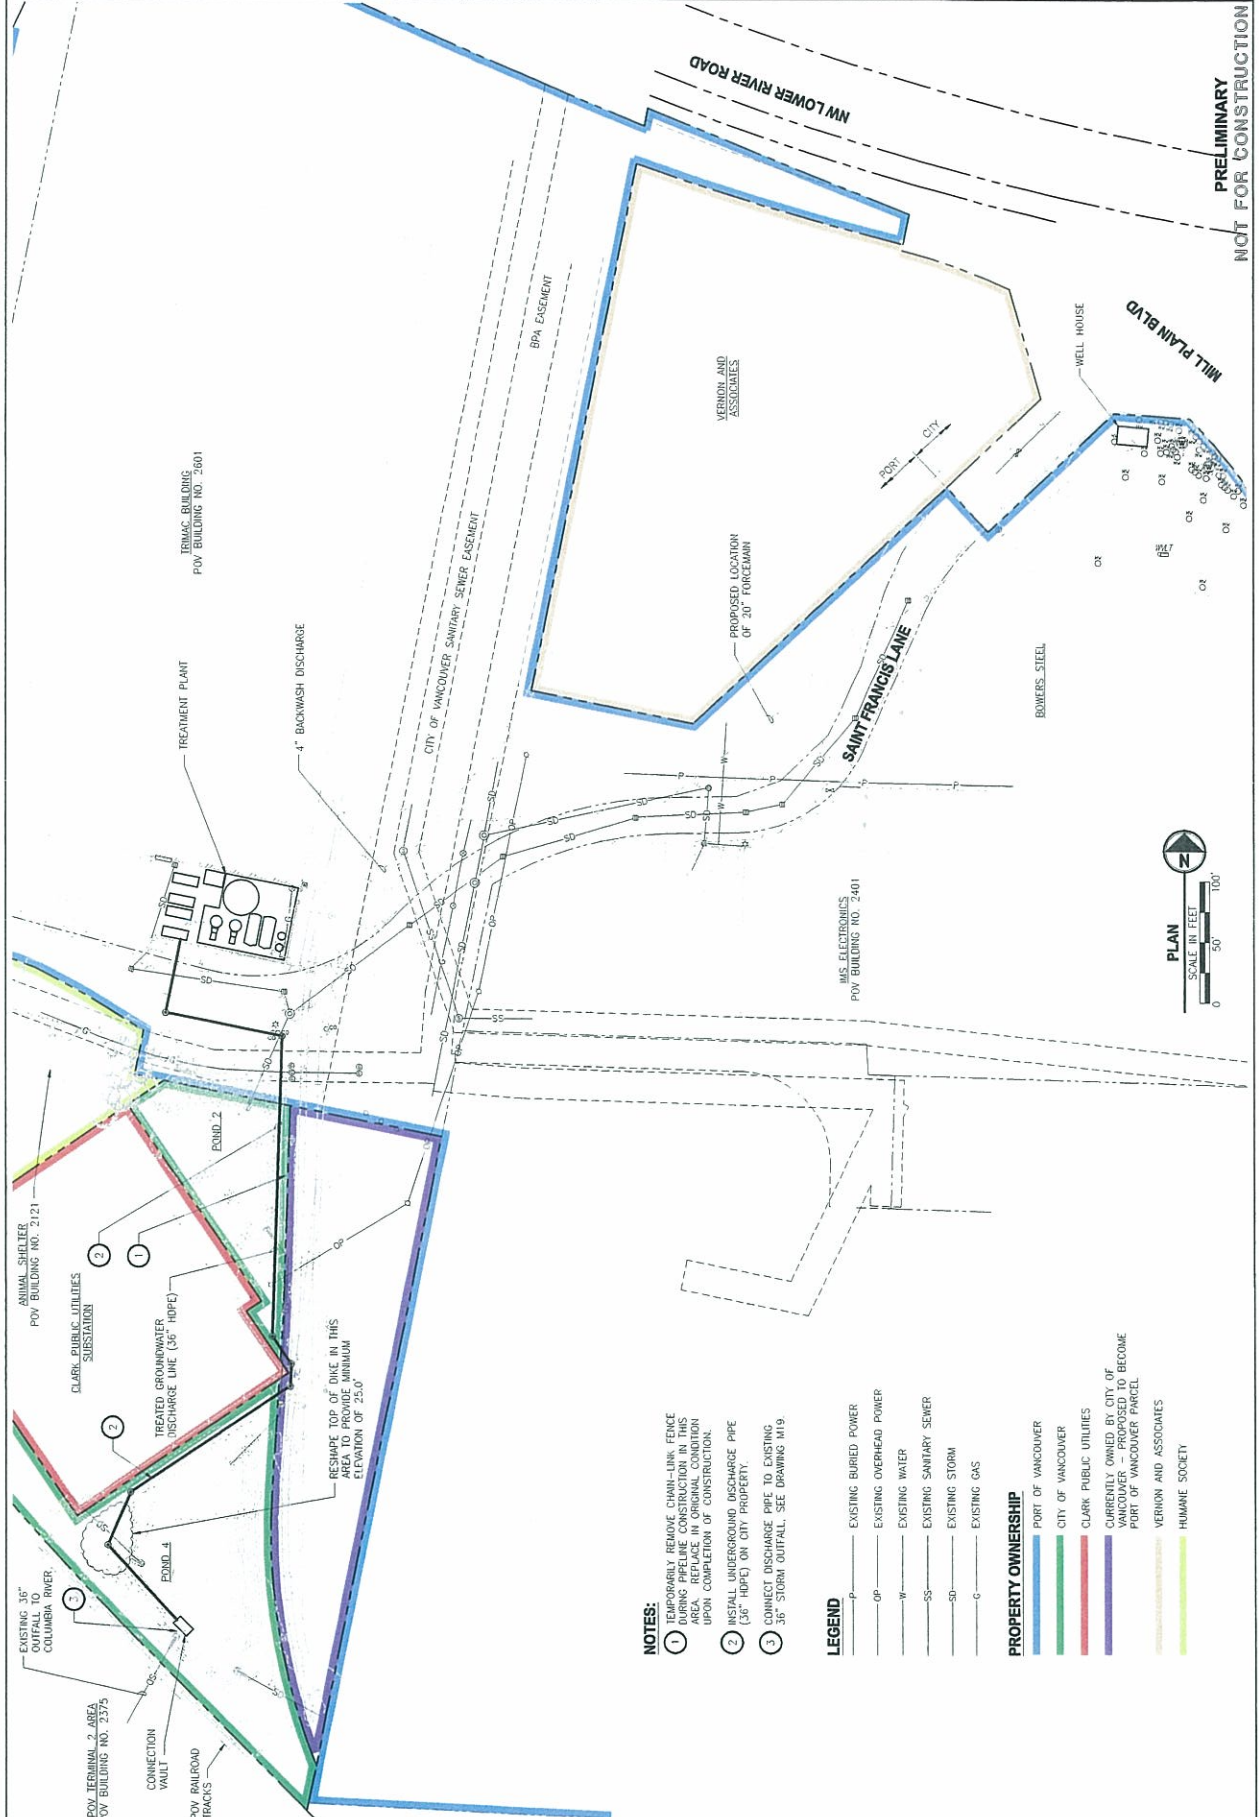 EXISTING 36"
OUTFALL TO
COLUMBIA RIVER
3
POV TERMINAL 2 AREA
POV BUILDING NO. 2375
CONNECTION
VAULT
POV RAILROAD
TRACKS
POND 4
2
TREATED GROUNDWATER
DISCHARGE LINE (36" HDPE)
CLARK PUBLIC UTILITIES
SUBSTATION
ANIMAL SHELTER
POV BUILDING NO. 2121
2
1
POND 2
RESHAPE TOP OF DIKE IN THIS
AREA TO PROVIDE MINIMUM
ELEVATION OF 25.0'
TREATMENT PLANT
4" BACKWASH DISCHARGE
TRIMAC BUILDING
POV BUILDING NO. 2601
CITY OF VANCOUVER SANITARY SEWER EASEMENT
BPA EASEMENT
NW LOWER RIVER ROAD
VERNON AND
ASSOCIATES
PROPOSED LOCATION
OF 20" FORCEMAIN
PORT
CITY
SAINT FRANCIS LANE
IMS ELECTRONICS
POV BUILDING NO. 2401
BOWERS STEEL
WELL HOUSE
MILL PLAIN BLVD
NOTES:
1 TEMPORARILY REMOVE CHAIN-LINK FENCE
DURING PIPELINE CONSTRUCTION IN THIS
AREA. REPLACE IN ORIGINAL CONDITION
UPON COMPLETION OF CONSTRUCTION.
2 INSTALL UNDERGROUND DISCHARGE PIPE
(36" HDPE) ON CITY PROPERTY.
3 CONNECT DISCHARGE PIPE TO EXISTING
36" STORM OUTFALL. SEE DRAWING M19.
LEGEND
P EXISTING BURIED POWER
OP EXISTING OVERHEAD POWER
W EXISTING WATER
SS EXISTING SANITARY SEWER
SD EXISTING STORM
G EXISTING GAS
PROPERTY OWNERSHIP
PORT OF VANCOUVER
CITY OF VANCOUVER
CLARK PUBLIC UTILITIES
CURRENTLY OWNED BY CITY OF
VANCOUVER - PROPOSED TO BECOME
PORT OF VANCOUVER PARCEL
VERNON AND ASSOCIATES
HUMANE SOCIETY
N
PLAN
SCALE IN FEET
0 50' 100'
PRELIMINARY
NOT FOR CONSTRUCTION